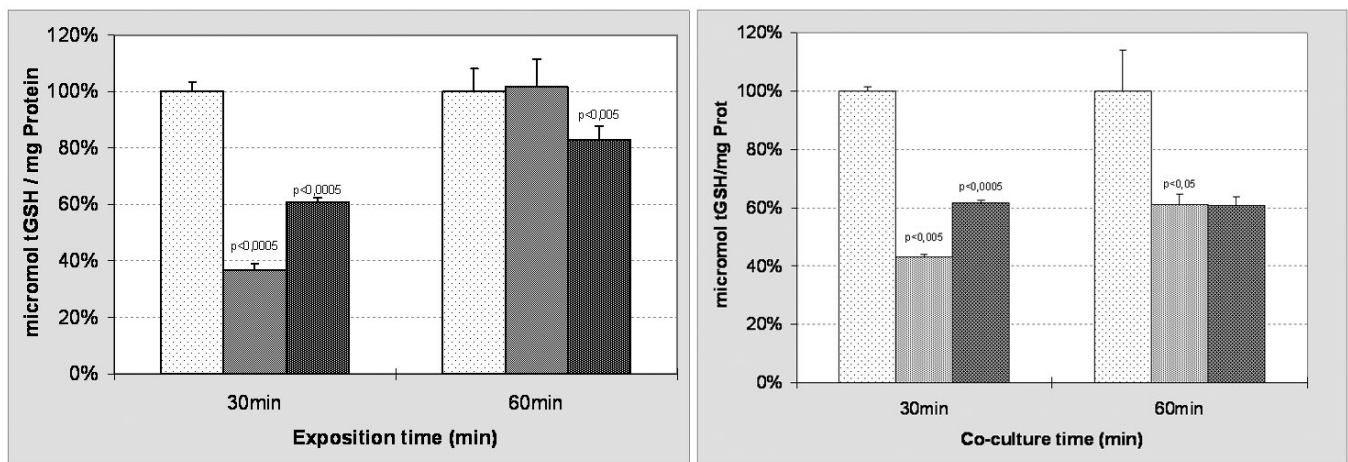 micromol tGSH / mg Protein
120%
100%
80%
60%
40%
20%
0%
p<0,0005
p<0,0005
p<0,005
30min
60min
Exposition time (min)
micromol tGSH/mg Prot
120%
100%
80%
60%
40%
20%
0%
p<0,005
p<0,0005
p<0,05
30min
60min
Co-culture time (min)